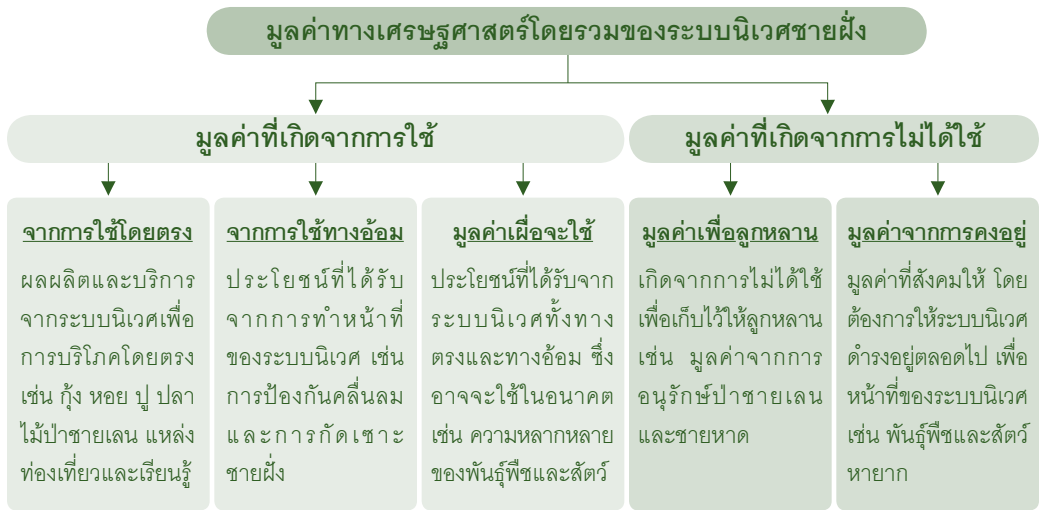 มูลค่าทางเศรษฐศาสตร์โดยรวมของระบบนิเวศชายฝั่ง
มูลค่าที่เกิดจากการใช้
มูลค่าที่เกิดจากการไม่ได้ใช้
จากการใช้โดยตรง
ผลผลิตและบริการ
จากระบบนิเวศเพื่อ
การบริโภคโดยตรง
เช่น กุ้ง หอย ปู ปลา
ไม้ป่าชายเลน แหล่ง
ท่องเที่ยวและเรียนรู้
จากการใช้ทางอ้อม
ประโยชน์ที่ได้รับ
จากการทำหน้าที่
ของระบบนิเวศ เช่น
การป้องกันคลื่นลม
และการกัดเซาะ
ชายฝั่ง
มูลค่าเผื่อจะใช้
ประโยชน์ที่ได้รับจาก
ระบบนิเวศทั้งทาง
ตรงและทางอ้อม ซึ่ง
อาจจะใช้ในอนาคต
เช่น ความหลากหลาย
ของพันธุ์พืชและสัตว์
มูลค่าเพื่อลูกหลาน
เกิดจากการไม่ได้ใช้
เพื่อเก็บไว้ให้ลูกหลาน
เช่น มูลค่าจากการ
อนุรักษ์ป่าชายเลน
และชายหาด
มูลค่าจากการคงอยู่
มูลค่าที่สังคมให้ โดย
ต้องการให้ระบบนิเวศ
ดำรงอยู่ตลอดไป เพื่อ
หน้าที่ของระบบนิเวศ
เช่น พันธุ์พืชและสัตว์
หายาก